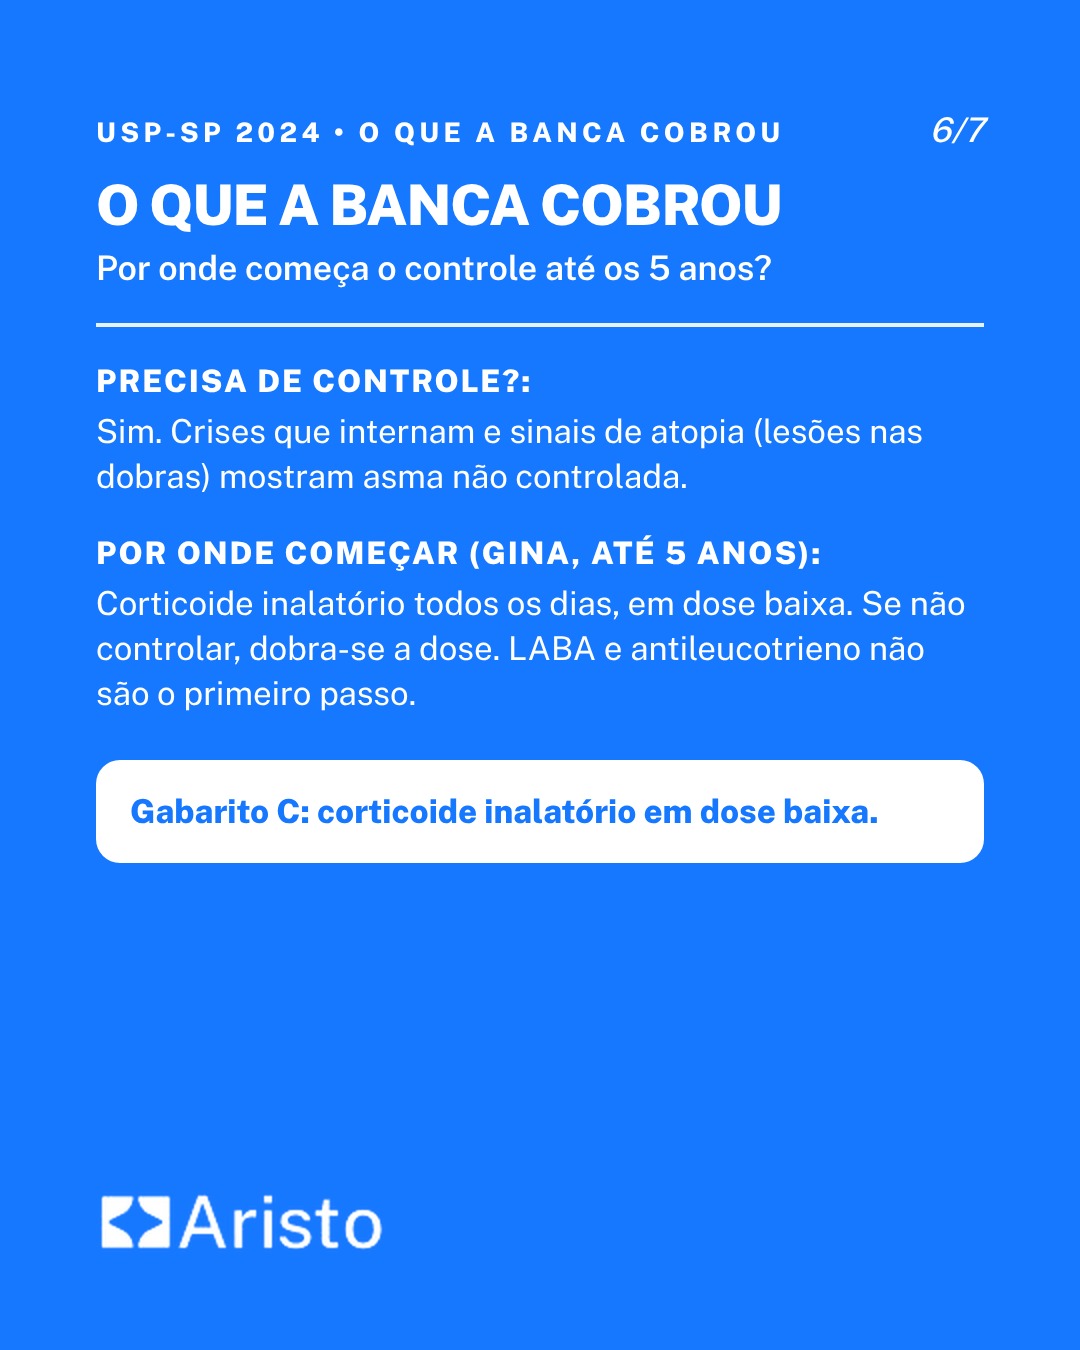 USP-SP 2024 • O QUE A BANCA COBROU
6/7
O QUE A BANCA COBROU
Por onde começa o controle até os 5 anos?
PRECISA DE CONTROLE?:
Sim. Crises que internam e sinais de atopia (lesões nas
dobras) mostram asma não controlada.
POR ONDE COMEÇAR (GINA, ATÉ 5 ANOS):
Corticoide inalatório todos os dias, em dose baixa. Se não
controlar, dobra-se a dose. LABA e antileucotrieno não
são o primeiro passo.
Gabarito C: corticoide inalatório em dose baixa.
Aristo